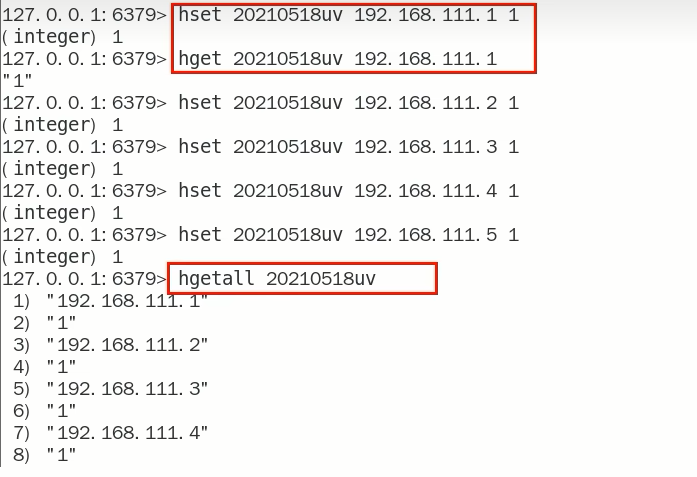 127.0.0.1:6379> hset 20210518uv 192.168.111.1 1
(integer) 1
127.0.0.1:6379> hget 20210518uv 192.168.111.1
"1"
127.0.0.1:6379> hset 20210518uv 192.168.111.2 1
(integer) 1
127.0.0.1:6379> hset 20210518uv 192.168.111.3 1
(integer) 1
127.0.0.1:6379> hset 20210518uv 192.168.111.4 1
(integer) 1
127.0.0.1:6379> hset 20210518uv 192.168.111.5 1
(integer) 1
127.0.0.1:6379> hgetall 20210518uv
1) "192.168.111.1"
2) "1"
3) "192.168.111.2"
4) "1"
5) "192.168.111.3"
6) "1"
7) "192.168.111.4"
8) "1"